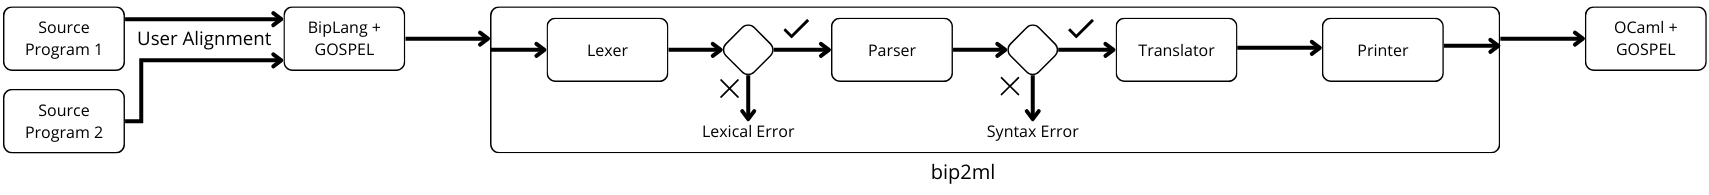 Source
Program 1
User Alignment
Source
Program 2
BipLang +
GOSPEL
Lexer
Lexical Error
Parser
Syntax Error
Translator
Printer
bip2ml
OCaml +
GOSPEL